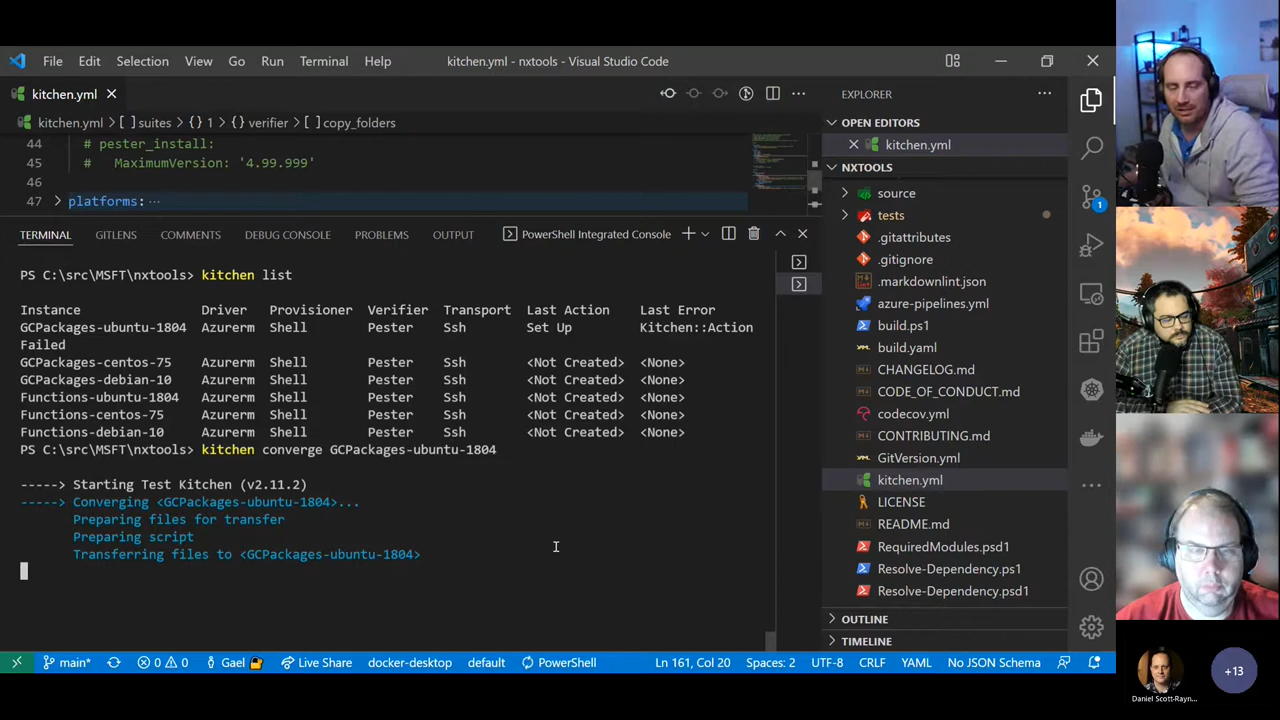 File Edit Selection View Go Run Terminal Help kitchen.yml - nxtools - Visual Studio Code
kitchen.yml
kitchen.yml > [ ] suites > {} 1 > {} verifier > [ ] copy_folders
44 # pester_install:
45 # MaximumVersion: '4.99.999'
46
47 > platforms: ...
TERMINAL GITLENS COMMENTS DEBUG CONSOLE PROBLEMS OUTPUT PowerShell Integrated Console
PS C:\src\MSFT\nxtools> kitchen list
Instance Driver Provisioner Verifier Transport Last Action Last Error
GCPackages-ubuntu-1804 Azurerm Shell Pester Ssh Set Up Kitchen::Action
Failed
GCPackages-centos-75 Azurerm Shell Pester Ssh <Not Created> <None>
GCPackages-debian-10 Azurerm Shell Pester Ssh <Not Created> <None>
Functions-ubuntu-1804 Azurerm Shell Pester Ssh <Not Created> <None>
Functions-centos-75 Azurerm Shell Pester Ssh <Not Created> <None>
Functions-debian-10 Azurerm Shell Pester Ssh <Not Created> <None>
PS C:\src\MSFT\nxtools> kitchen converge GCPackages-ubuntu-1804
-----> Starting Test Kitchen (v2.11.2)
-----> Converging <GCPackages-ubuntu-1804>...
Preparing files for transfer
Preparing script
Transferring files to <GCPackages-ubuntu-1804>
EXPLORER
OPEN EDITORS
kitchen.yml
NXTOOLS
source
tests
.gitattributes
.gitignore
.markdownlint.json
azure-pipelines.yml
build.ps1
build.yaml
CHANGELOG.md
CODE_OF_CONDUCT.md
codecov.yml
CONTRIBUTING.md
GitVersion.yml
kitchen.yml
LICENSE
README.md
RequiredModules.psd1
Resolve-Dependency.ps1
Resolve-Dependency.psd1
OUTLINE
TIMELINE
1
main* 0 0 Gael Live Share docker-desktop default PowerShell Ln 161, Col 20 Spaces: 2 UTF-8 CRLF YAML No JSON Schema
Daniel Scott-Rayn...
+13